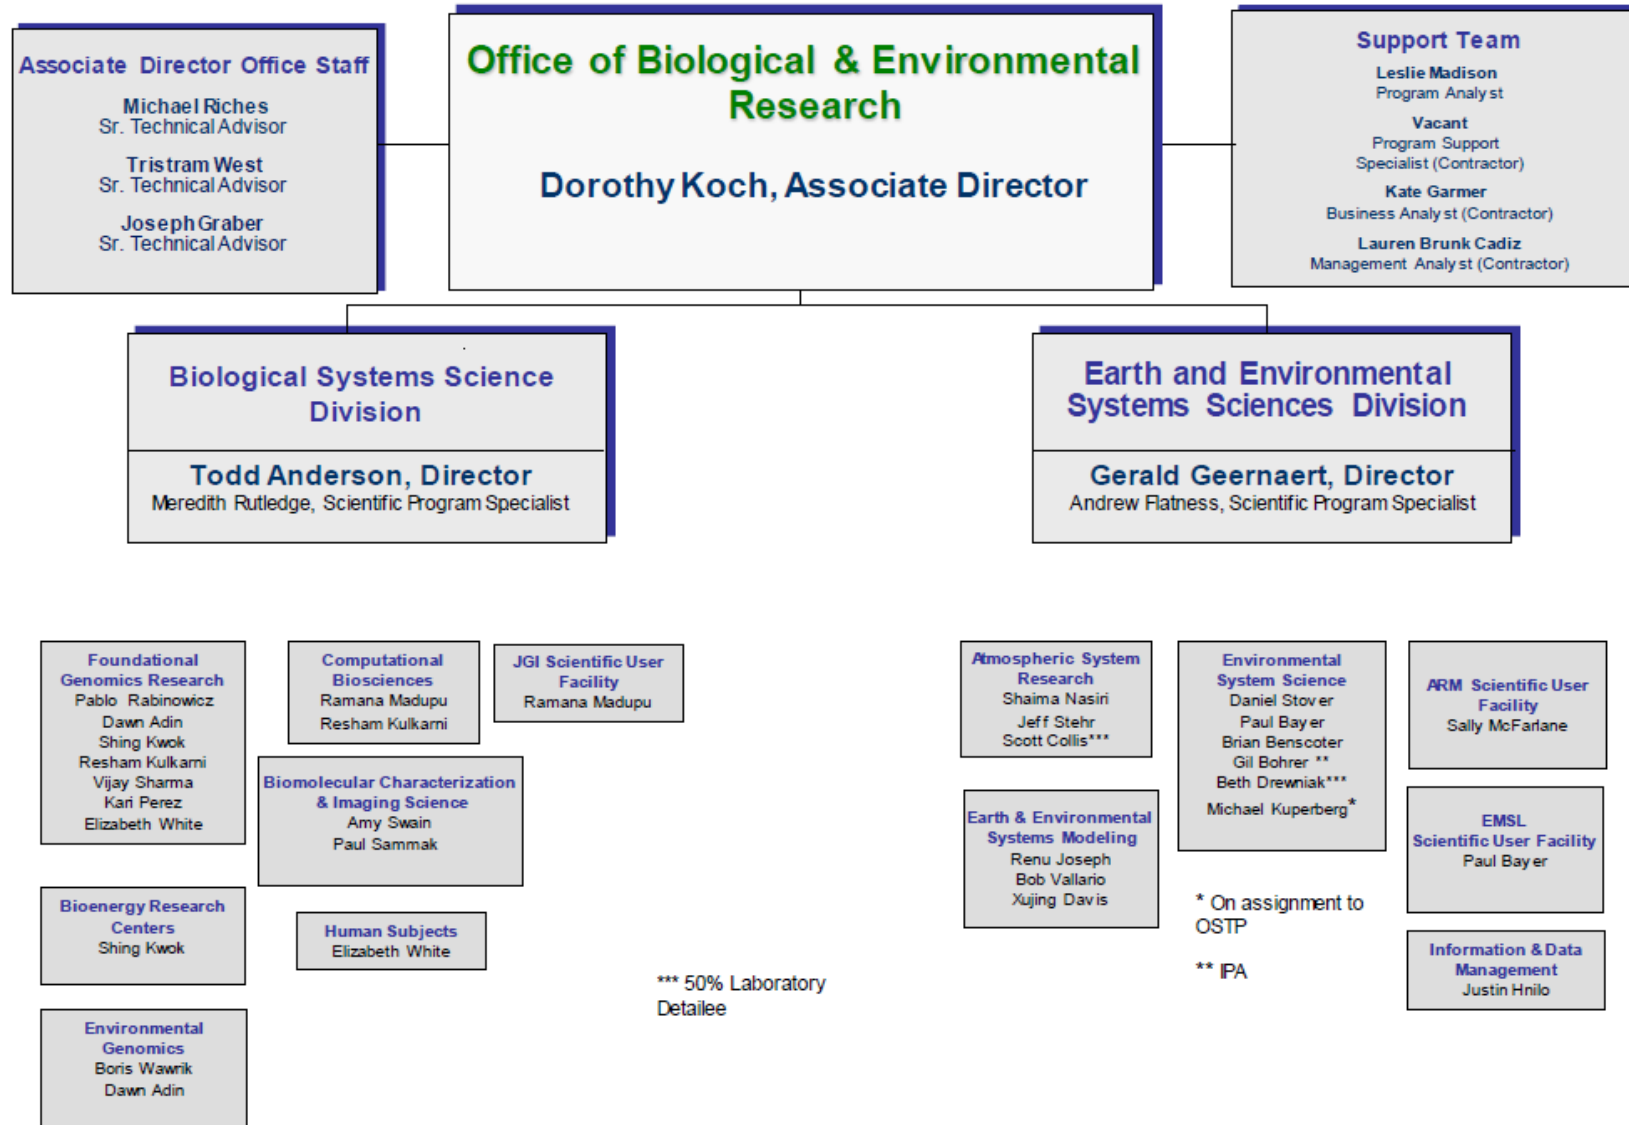 Associate Director Office Staff
Michael Riches
Sr. Technical Advisor
Tristram West
Sr. Technical Advisor
Joseph Graber
Sr. Technical Advisor
Office of Biological & Environmental
Research
Dorothy Koch, Associate Director
Support Team
Leslie Madison
Program Analyst
Vacant
Program Support
Specialist (Contractor)
Kate Garmer
Business Analyst (Contractor)
Lauren Brunk Cadiz
Management Analyst (Contractor)
Biological Systems Science
Division
Todd Anderson, Director
Meredith Rutledge, Scientific Program Specialist
Earth and Environmental
Systems Sciences Division
Gerald Geernaert, Director
Andrew Flatness, Scientific Program Specialist
Foundational
Genomics Research
Pablo Rabinowicz
Dawn Adin
Shing Kwok
Resham Kulkarni
Vijay Sharma
Kari Perez
Elizabeth White
Computational
Biosciences
Ramana Madupu
Resham Kulkarni
JGI Scientific User
Facility
Ramana Madupu
Biomolecular Characterization
& Imaging Science
Amy Swain
Paul Sammak
Bioenergy Research
Centers
Shing Kwok
Human Subjects
Elizabeth White
Environmental
Genomics
Boris Wawrik
Dawn Adin
*** 50% Laboratory
Detailee
Atmospheric System
Research
Shaima Nasiri
Jeff Stehr
Scott Collis***
Environmental
System Science
Daniel Stover
Paul Bayer
Brian Benscoter
Gil Bohrer **
Beth Drewniak***
Michael Kuperberg*
ARM Scientific User
Facility
Sally McFarlane
Earth & Environmental
Systems Modeling
Renu Joseph
Bob Vallario
Xujing Davis
EMSL
Scientific User Facility
Paul Bayer
* On assignment to
OSTP
** IPA
Information & Data
Management
Justin Hnilo